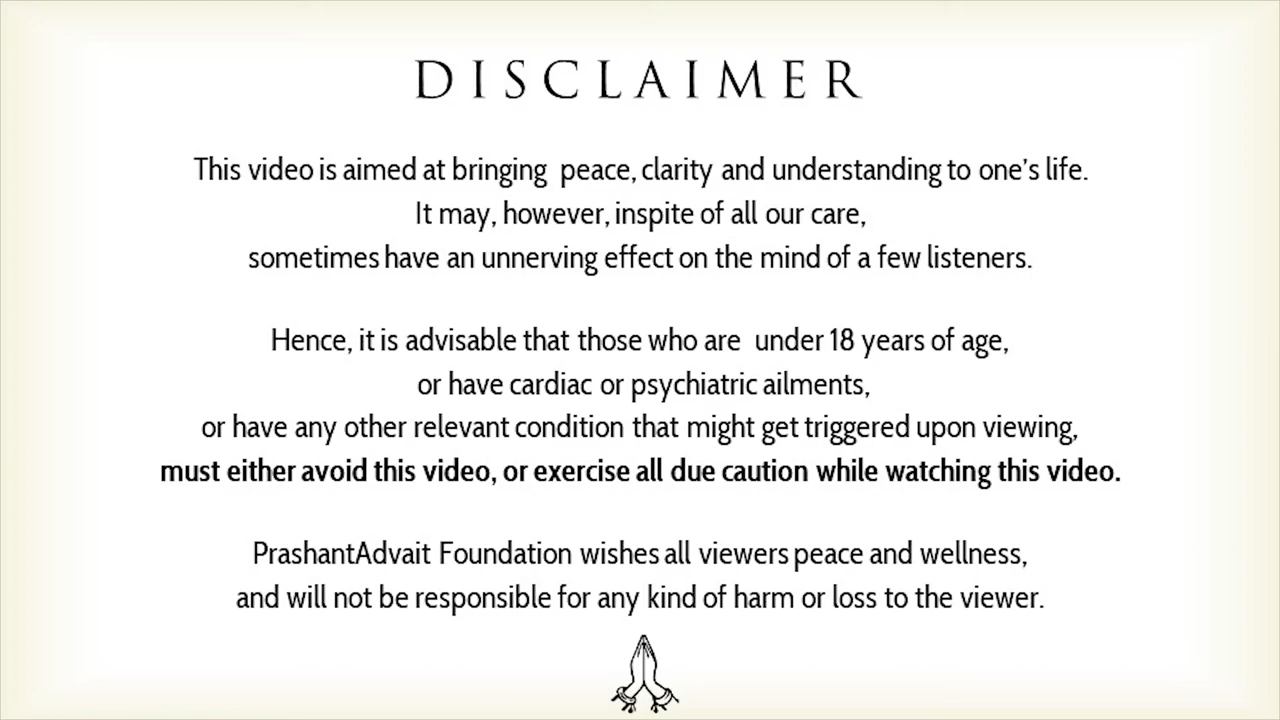 DISCLAIMER
This video is aimed at bringing peace, clarity and understanding to one's life.
It may, however, inspite of all our care,
sometimes have an unnerving effect on the mind of a few listeners.
Hence, it is advisable that those who are under 18 years of age,
or have cardiac or psychiatric ailments,
or have any other relevant condition that might get triggered upon viewing,
must either avoid this video, or exercise all due caution while watching this video.
PrashantAdvait Foundation wishes all viewers peace and wellness,
and will not be responsible for any kind of harm or loss to the viewer.